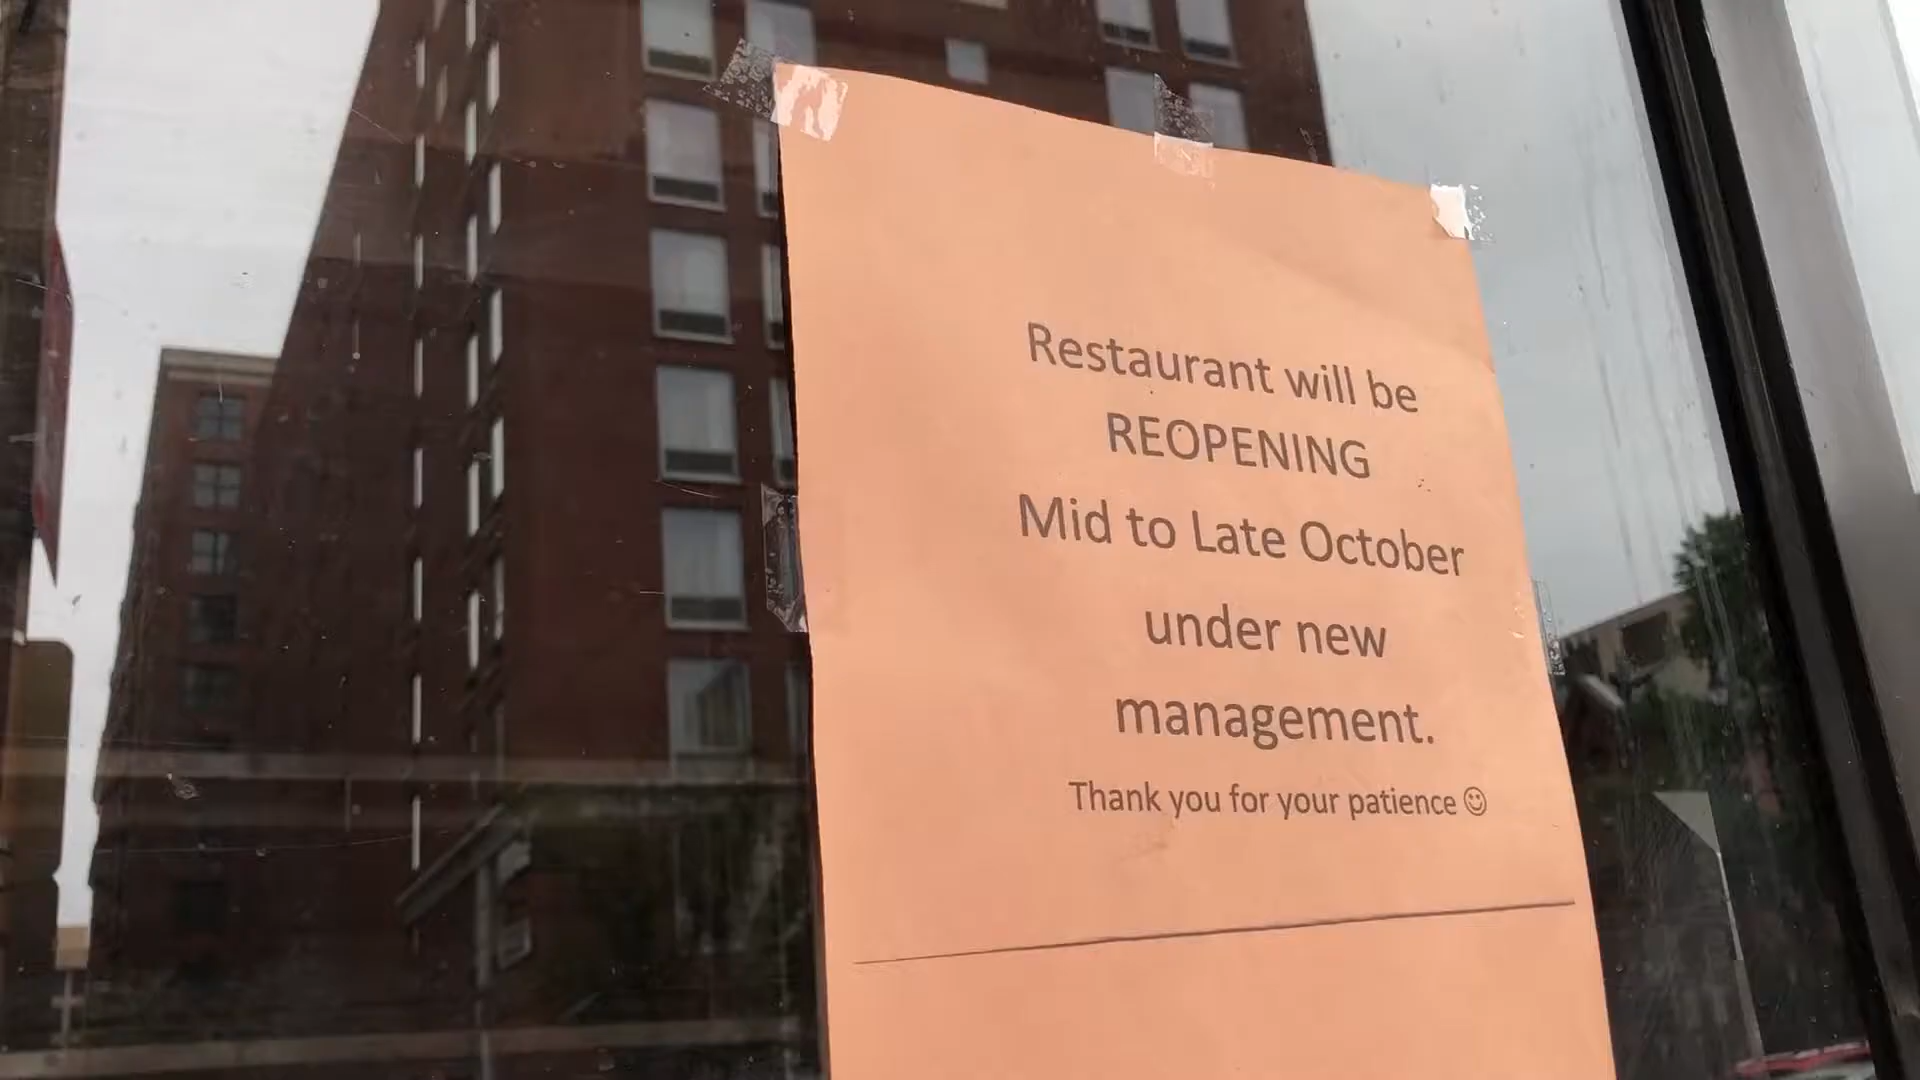 Restaurant will be
REOPENING
Mid to Late October
under new
management.
Thank you for your patience ☺